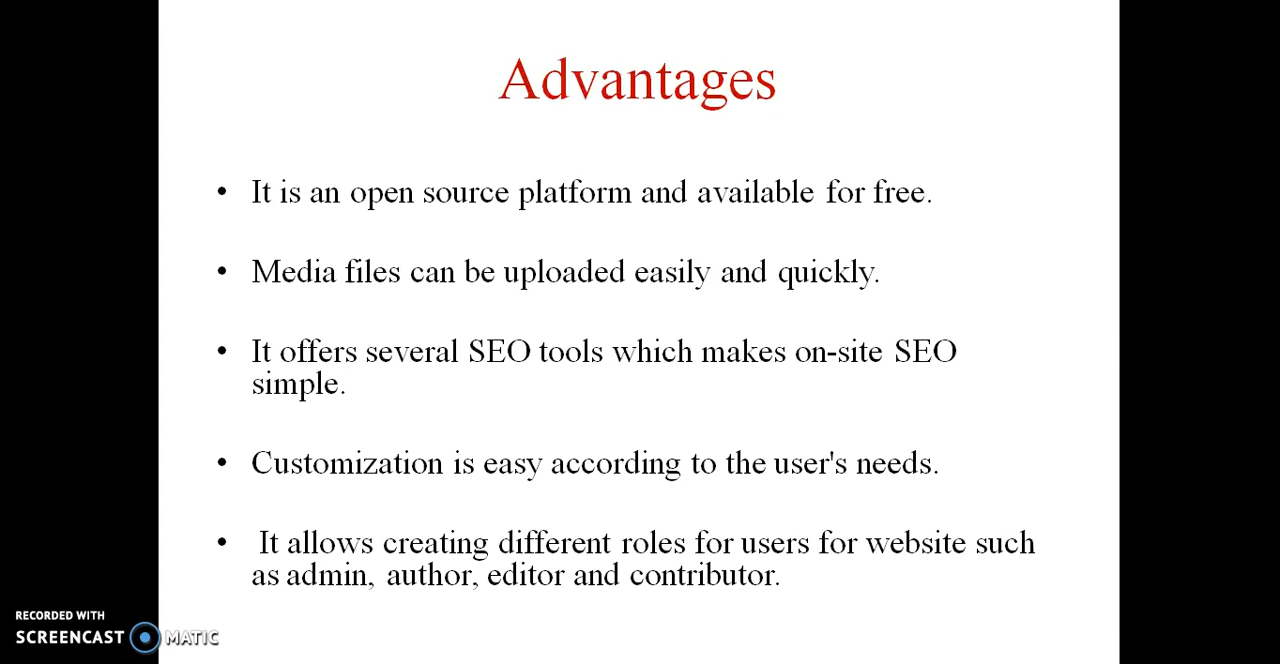 Advantages
• It is an open source platform and available for free.
• Media files can be uploaded easily and quickly.
• It offers several SEO tools which makes on-site SEO
simple.
• Customization is easy according to the user's needs.
• It allows creating different roles for users for website such
as admin, author, editor and contributor.
RECORDED WITH
SCREENCAST MATIC